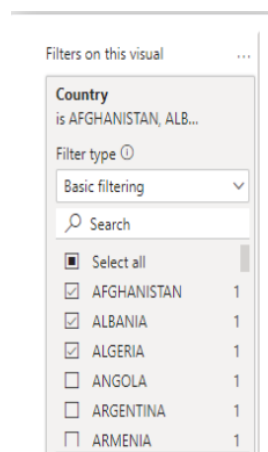 Filters on this visual ...
Country
is AFGHANISTAN, ALB...
Filter type
Basic filtering
Search
Select all
AFGHANISTAN 1
ALBANIA 1
ALGERIA 1
ANGOLA 1
ARGENTINA 1
ARMENIA 1